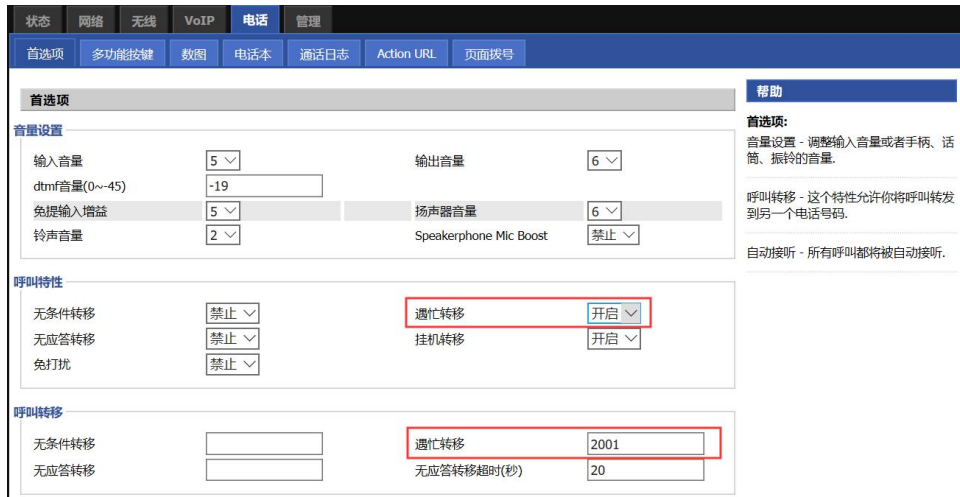 状态 网络 无线 VoIP 电话 管理
首选项 多功能按键 数图 电话本 通话日志 Action URL 页面拨号
首选项
音量设置
输入音量 5 输出音量 6
dtmf音量(0~-45) -19
免提输入增益 5 扬声器音量 6
铃声音量 2 Speakerphone Mic Boost 禁止
呼叫特性
无条件转移 禁止 遇忙转移 开启
无应答转移 禁止 挂机转移 开启
免打扰 禁止
呼叫转移
无条件转移 遇忙转移 2001
无应答转移 无应答转移超时(秒) 20
帮助
首选项:
音量设置 - 调整输入音量或者手柄、话
筒、振铃的音量.
呼叫转移 - 这个特性允许你将呼叫转发
到另一个电话号码.
自动接听 - 所有呼叫都将被自动接听.